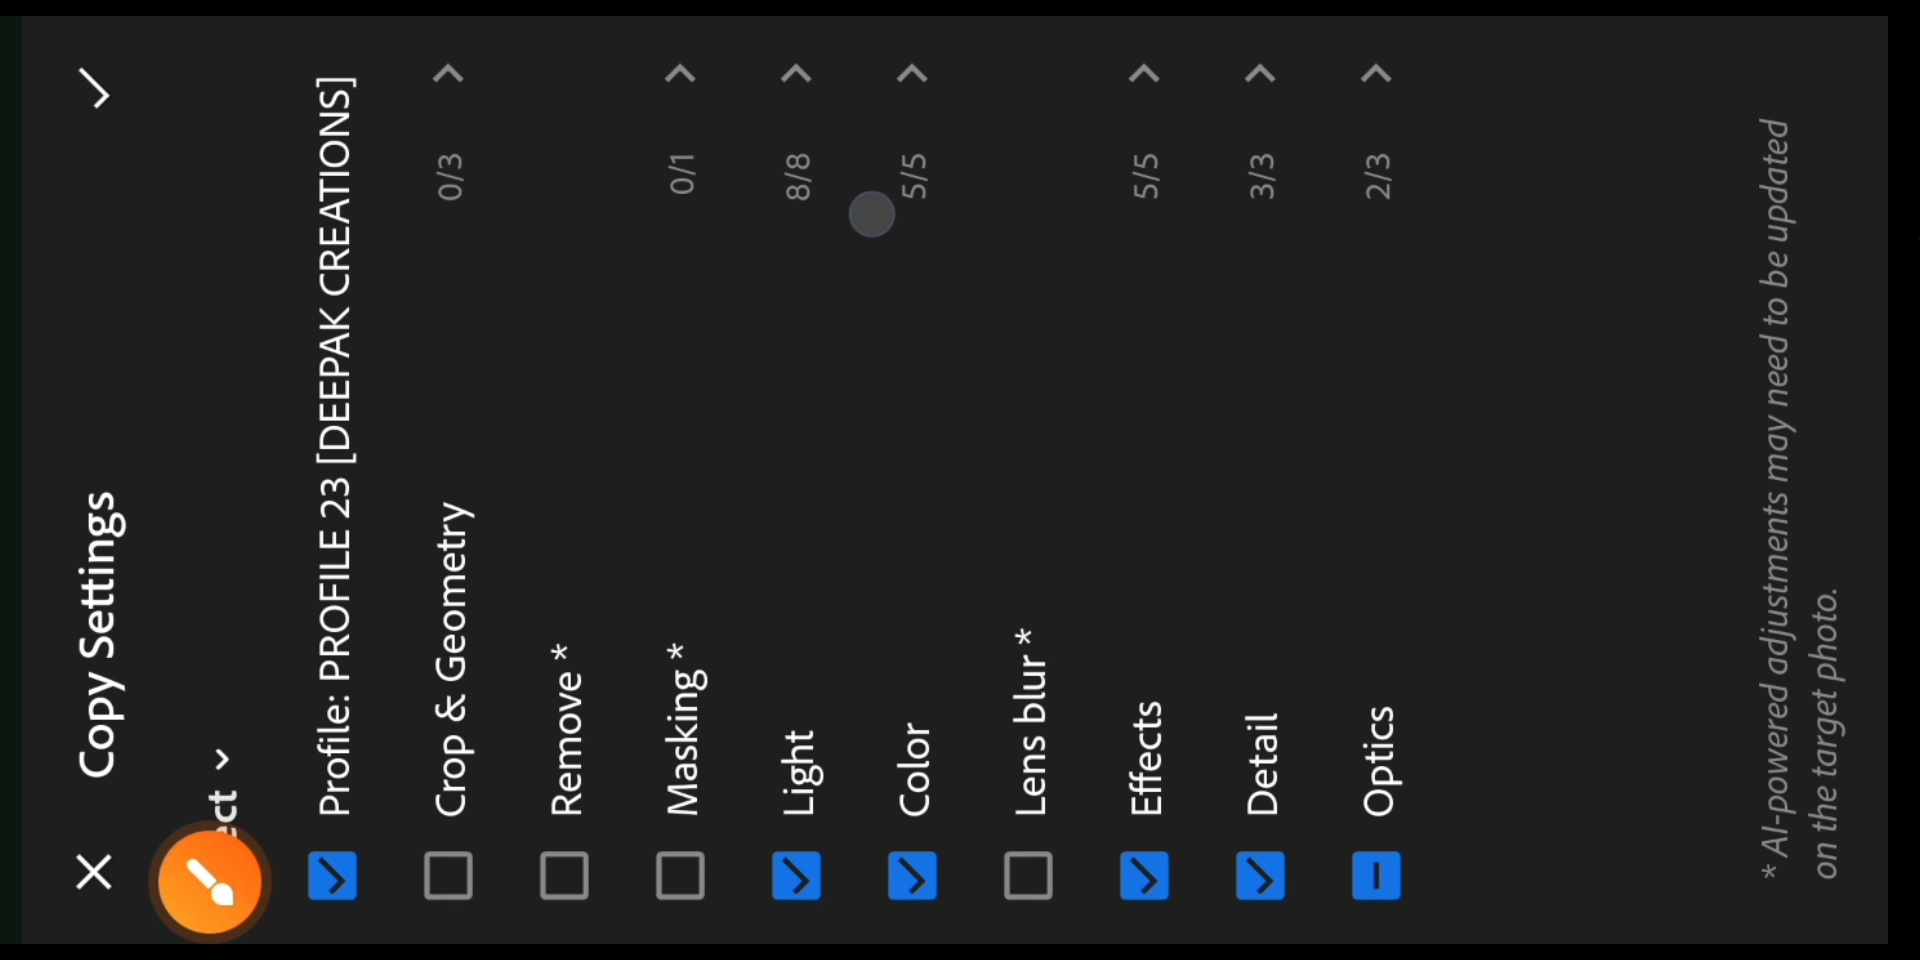 Copy Settings
ect
Profile: PROFILE 23 [DEEPAK CREATIONS]
Crop & Geometry 0/3
Remove *
Masking * 0/1
Light 8/8
Color 5/5
Lens blur *
Effects 5/5
Detail 3/3
Optics 2/3
* AI-powered adjustments may need to be updated
on the target photo.